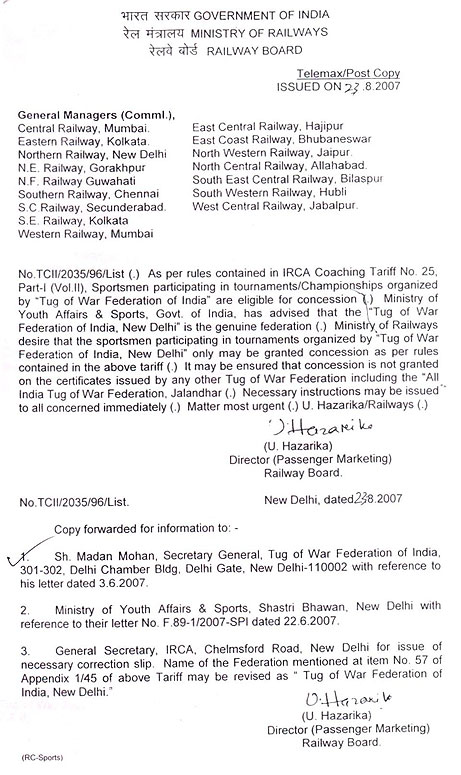 भारत सरकार GOVERNMENT OF INDIA
रेल मंत्रालय MINISTRY OF RAILWAYS
रेलवे बोर्ड RAILWAY BOARD
Telemax/Post Copy
ISSUED ON 23.8.2007
General Managers (Comml.),
Central Railway, Mumbai.
Eastern Railway, Kolkata.
Northern Railway, New Delhi
N.E. Railway, Gorakhpur
N.F. Railway Guwahati
Southern Railway, Chennai
S.C.Railway, Secunderabad.
S.E. Railway, Kolkata
Western Railway, Mumbai
East Central Railway, Hajipur
East Coast Railway, Bhubaneswar
North Western Railway, Jaipur.
North Central Railway, Allahabad.
South East Central Railway, Bilaspur
South Western Railway, Hubli
West Central Railway, Jabalpur.
No.TCII/2035/96/List (.) As per rules contained in IRCA Coaching Tariff No. 25,
Part-I (Vol.II), Sportsmen participating in tournaments/Championships organized
by "Tug of War Federation of India" are eligible for concession (.) Ministry of
Youth Affairs & Sports, Govt. of India, has advised that the "Tug of War
Federation of India, New Delhi" is the genuine federation (.) Ministry of Railways
desire that the sportsmen participating in tournaments organized by "Tug of War
Federation of India, New Delhi" only may be granted concession as per rules
contained in the above tariff (.) It may be ensured that concession is not granted
on the certificates issued by any other Tug of War Federation including the "All
India Tug of War Federation, Jalandhar (.) Necessary instructions may be issued
to all concerned immediately (.) Matter most urgent (.) U. Hazarika/Railways (.)
U. Hazarika
(U. Hazarika)
Director (Passenger Marketing)
Railway Board.
No.TCII/2035/96/List. New Delhi, dated 23.8.2007
Copy forwarded for information to: -
1. Sh. Madan Mohan, Secretary General, Tug of War Federation of India,
301-302, Delhi Chamber Bldg, Delhi Gate, New Delhi-110002 with reference to
his letter dated 3.6.2007.
2. Ministry of Youth Affairs & Sports, Shastri Bhawan, New Delhi with
reference to their letter No. F.89-1/2007-SPI dated 22.6.2007.
3. General Secretary, IRCA, Chelmsford Road, New Delhi for issue of
necessary correction slip. Name of the Federation mentioned at item No. 57 of
Appendix 1/45 of above Tariff may be revised as " Tug of War Federation of
India, New Delhi."
U. Hazarika
(U. Hazarika)
Director (Passenger Marketing)
Railway Board.
(RC-Sports)